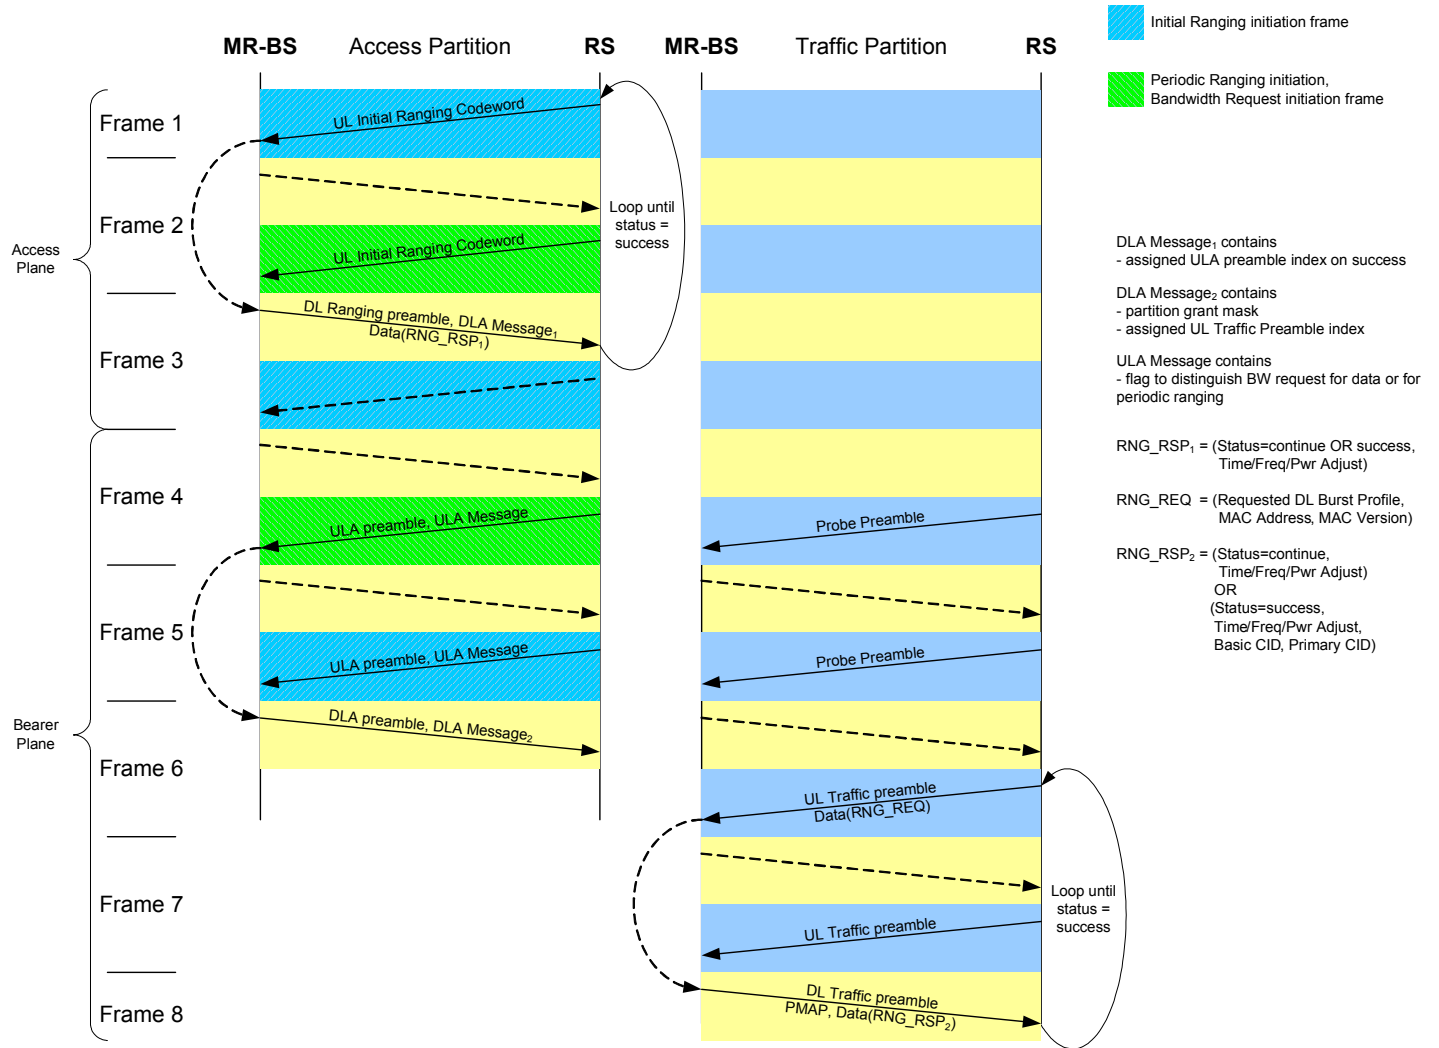 MR-BS Access Partition RS MR-BS Traffic Partition RS
Initial Ranging initiation frame
Periodic Ranging initiation,
Bandwidth Request initiation frame
Access
Plane
Frame 1
Frame 2
Frame 3
UL Initial Ranging Codeword
UL Initial Ranging Codeword
DL Ranging preamble, DLA Message₁
Data(RNG_RSP₁)
Loop until
status =
success
Bearer
Plane
Frame 4
Frame 5
Frame 6
Frame 7
Frame 8
ULA preamble, ULA Message
ULA preamble, ULA Message
DLA preamble, DLA Message₂
Probe Preamble
Probe Preamble
UL Traffic preamble
Data(RNG_REQ)
UL Traffic preamble
DL Traffic preamble
PMAP, Data(RNG_RSP₂)
Loop until
status =
success
DLA Message₁ contains
- assigned ULA preamble index on success
DLA Message₂ contains
- partition grant mask
- assigned UL Traffic Preamble index
ULA Message contains
- flag to distinguish BW request for data or for
periodic ranging
RNG_RSP₁ = (Status=continue OR success,
Time/Freq/Pwr Adjust)
RNG_REQ = (Requested DL Burst Profile,
MAC Address, MAC Version)
RNG_RSP₂ = (Status=continue,
Time/Freq/Pwr Adjust)
OR
(Status=success,
Time/Freq/Pwr Adjust,
Basic CID, Primary CID)